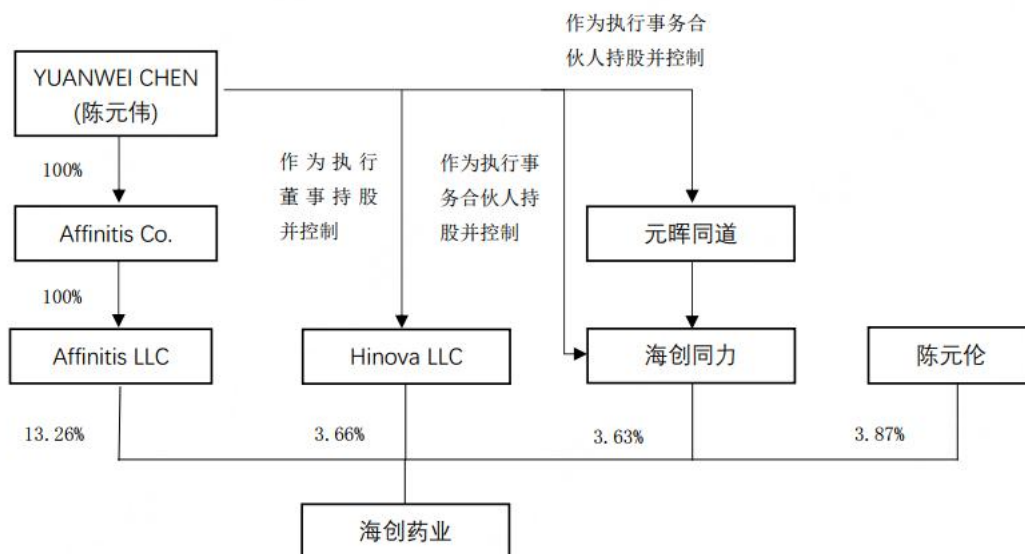 作为执行事务合
伙人持股并控制
YUANWEI CHEN
(陈元伟)
100%
作为执行
董事持股
并控制
作为执行事
务合伙人持
股并控制
Affinitis Co.
元晖同道
100%
Affinitis LLC
Hinova LLC
海创同力
陈元伦
13.26%
3.66%
3.63%
3.87%
海创药业